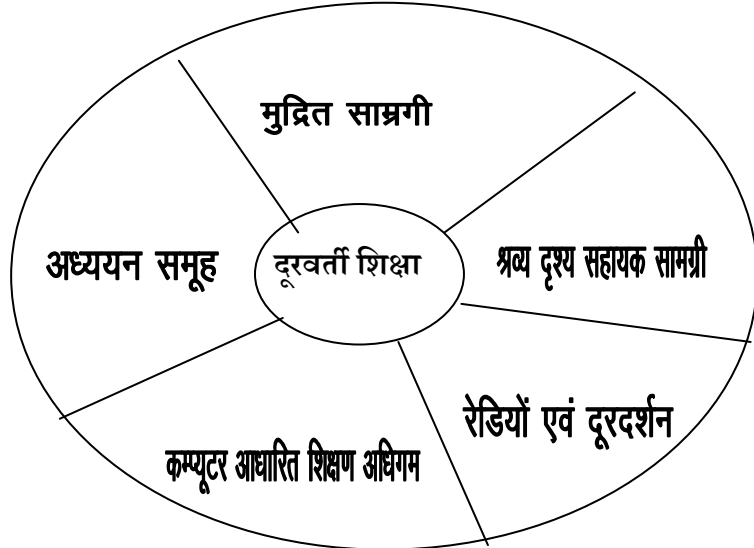 मुद्रित साम्रगी
अध्ययन समूह
दूरवर्ती शिक्षा
श्रव्य दृश्य सहायक सामग्री
रेडियों एवं दूरदर्शन
कम्प्यूटर आधारित शिक्षण अधिगम